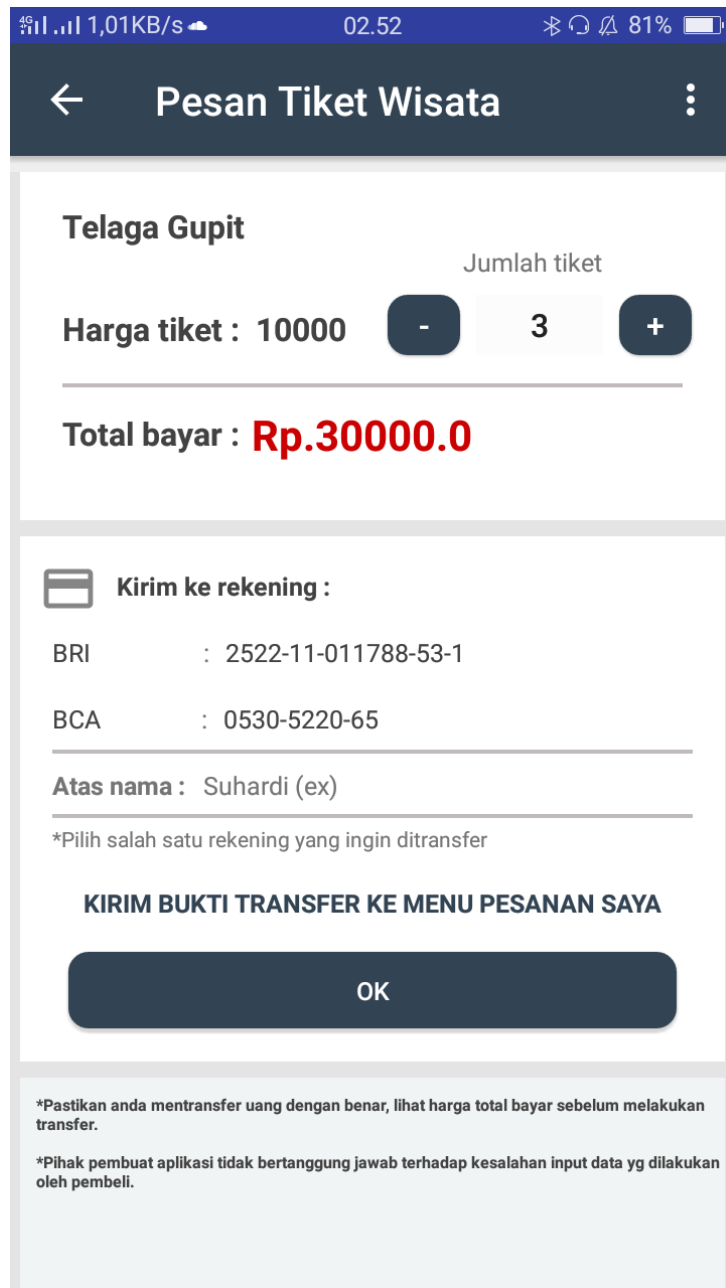 4G 1,01KB/s 02.52 81%
Pesan Tiket Wisata
Telaga Gupit
Jumlah tiket
Harga tiket : 10000 - 3 +
Total bayar : Rp.30000.0
Kirim ke rekening :
BRI : 2522-11-011788-53-1
BCA : 0530-5220-65
Atas nama : Suhardi (ex)
*Pilih salah satu rekening yang ingin ditransfer
KIRIM BUKTI TRANSFER KE MENU PESANAN SAYA
OK
*Pastikan anda mentransfer uang dengan benar, lihat harga total bayar sebelum melakukan
transfer.
*Pihak pembuat aplikasi tidak bertanggung jawab terhadap kesalahan input data yg dilakukan
oleh pembeli.